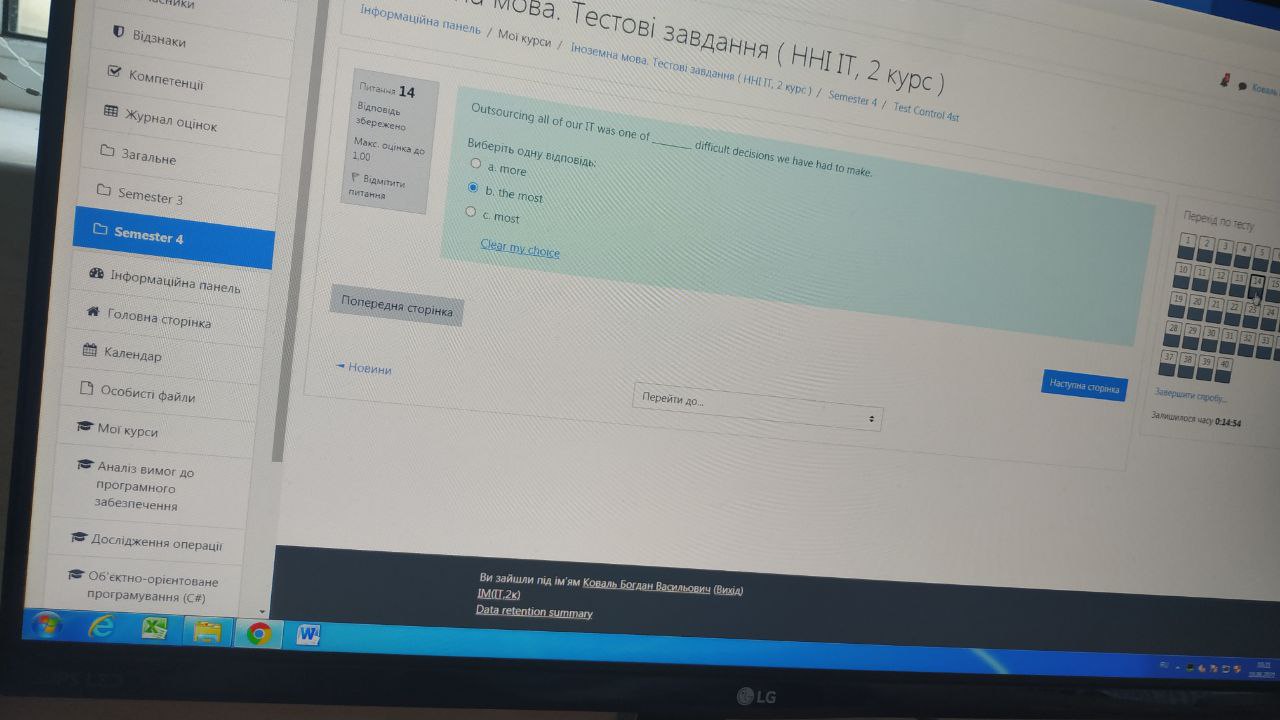 на мова. Тестові завдання ( ННІ ІТ, 2 курс )
Інформаційна панель / Мої курси / Іноземна мова. Тестові завдання ( ННІ ІТ, 2 курс ) / Semester 4 / Test Control 4st
Коваль
Відзнаки
Компетенції
Журнал оцінок
Загальне
Semester 3
Semester 4
Інформаційна панель
Головна сторінка
Календар
Особисті файли
Мої курси
Аналіз вимог до
програмного
забезпечення
Дослідження операції
Об'єктно-орієнтоване
програмування (C#)
Питання 14
Відповідь
збережено
Макс. оцінка до
1,00
Відмітити
питання
Outsourcing all of our IT was one of _______ difficult decisions we have had to make.
Виберіть одну відповідь:
a. more
b. the most
c. most
Clear my choice
Попередня сторінка
Наступна сторінка
◄ Новини
Перейти до...
Перехід по тесту
1 2 3 4 5
10 11 12 13 14 15
19 20 21 22 23 24
28 29 30 31 32 33
37 38 39 40
Завершити спробу...
Залишилося часу 0:14:54
Ви зайшли під ім'ям Коваль Богдан Васильович (Вихід)
ІМ(ІТ,2к)
Data retention summary
RU
LG